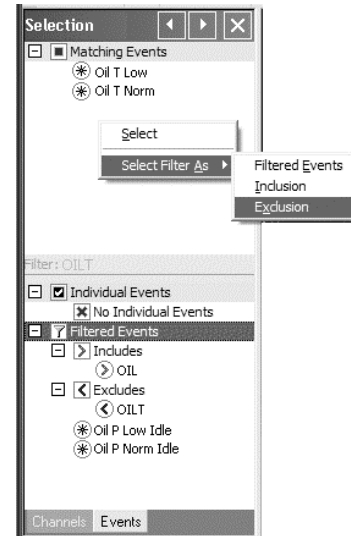 Selection
Matching Events
Oil T Low
Oil T Norm
Select
Select Filter As
Filtered Events
Inclusion
Exclusion
Filter: OILT
Individual Events
No Individual Events
Filtered Events
Includes
OIL
Excludes
OILT
Oil P Low Idle
Oil P Norm Idle
Channels Events